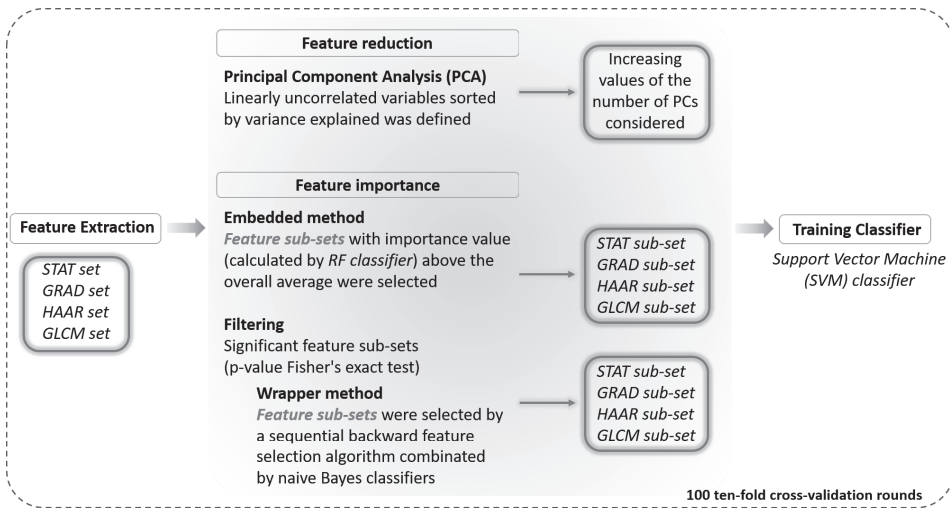 Feature Extraction
STAT set
GRAD set
HAAR set
GLCM set
Feature reduction
Principal Component Analysis (PCA)
Linearly uncorrelated variables sorted
by variance explained was defined
Increasing
values of the
number of PCs
considered
Feature importance
Embedded method
Feature sub-sets with importance value
(calculated by RF classifier) above the
overall average were selected
STAT sub-set
GRAD sub-set
HAAR sub-set
GLCM sub-set
Filtering
Significant feature sub-sets
(p-value Fisher's exact test)
Wrapper method
Feature sub-sets were selected by
a sequential backward feature
selection algorithm combinated
by naive Bayes classifiers
STAT sub-set
GRAD sub-set
HAAR sub-set
GLCM sub-set
Training Classifier
Support Vector Machine
(SVM) classifier
100 ten-fold cross-validation rounds